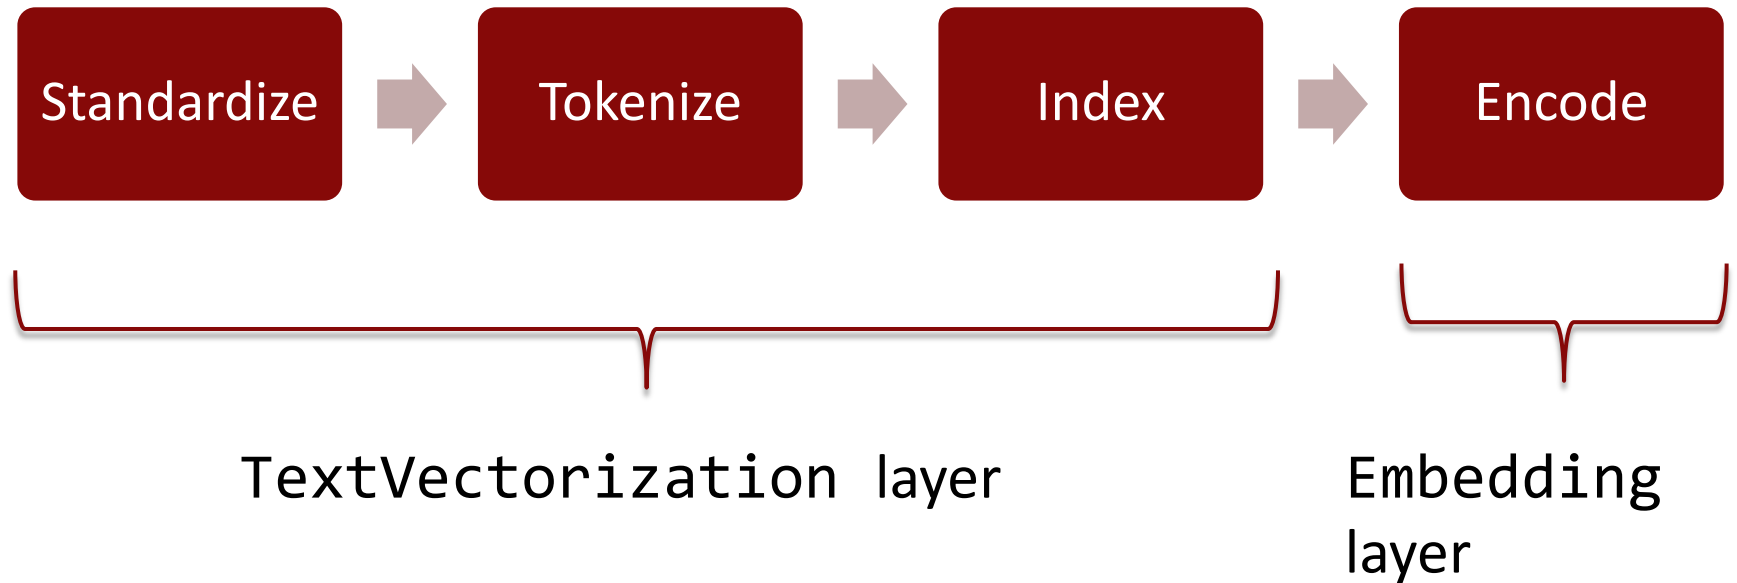 Standardize
Tokenize
Index
Encode
TextVectorization layer
Embedding
layer